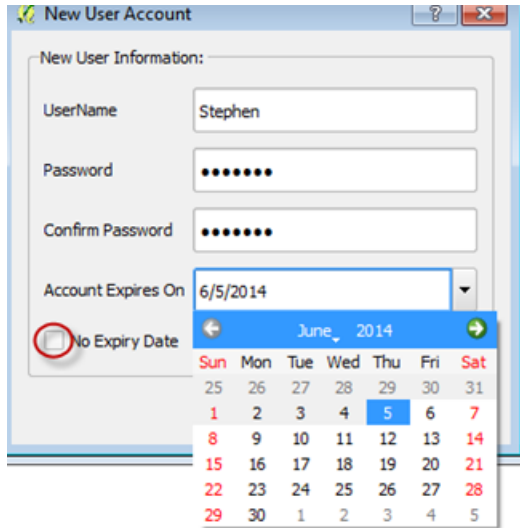 New User Account
New User Information:
UserName Stephen
Password •••••••
Confirm Password •••••••
Account Expires On 6/5/2014
No Expiry Date
June 2014
Sun Mon Tue Wed Thu Fri Sat
25 26 27 28 29 30 31
1 2 3 4 5 6 7
8 9 10 11 12 13 14
15 16 17 18 19 20 21
22 23 24 25 26 27 28
29 30 1 2 3 4 5